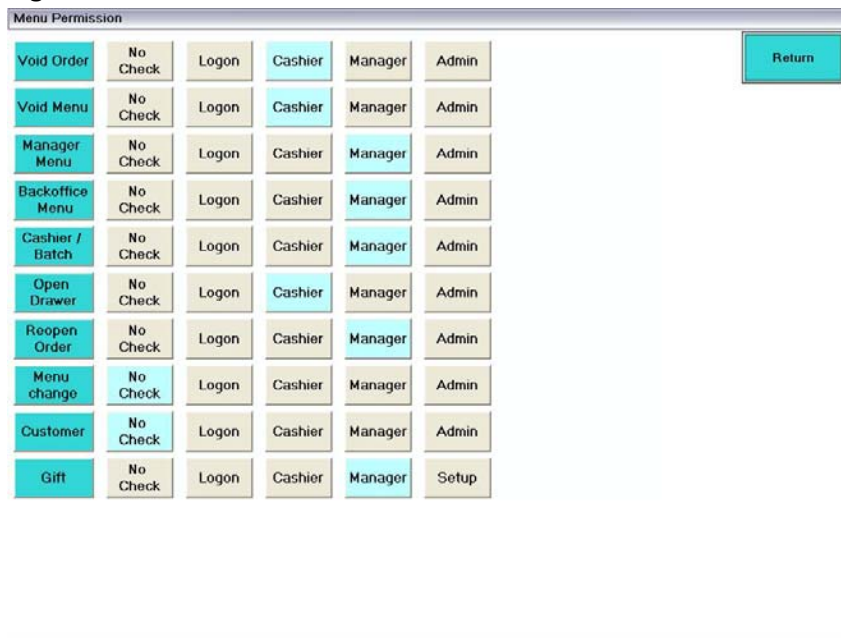 Menu Permission
Void Order No Check Logon Cashier Manager Admin Return
Void Menu No Check Logon Cashier Manager Admin
Manager Menu No Check Logon Cashier Manager Admin
Backoffice Menu No Check Logon Cashier Manager Admin
Cashier / Batch No Check Logon Cashier Manager Admin
Open Drawer No Check Logon Cashier Manager Admin
Reopen Order No Check Logon Cashier Manager Admin
Menu change No Check Logon Cashier Manager Admin
Customer No Check Logon Cashier Manager Admin
Gift No Check Logon Cashier Manager Setup